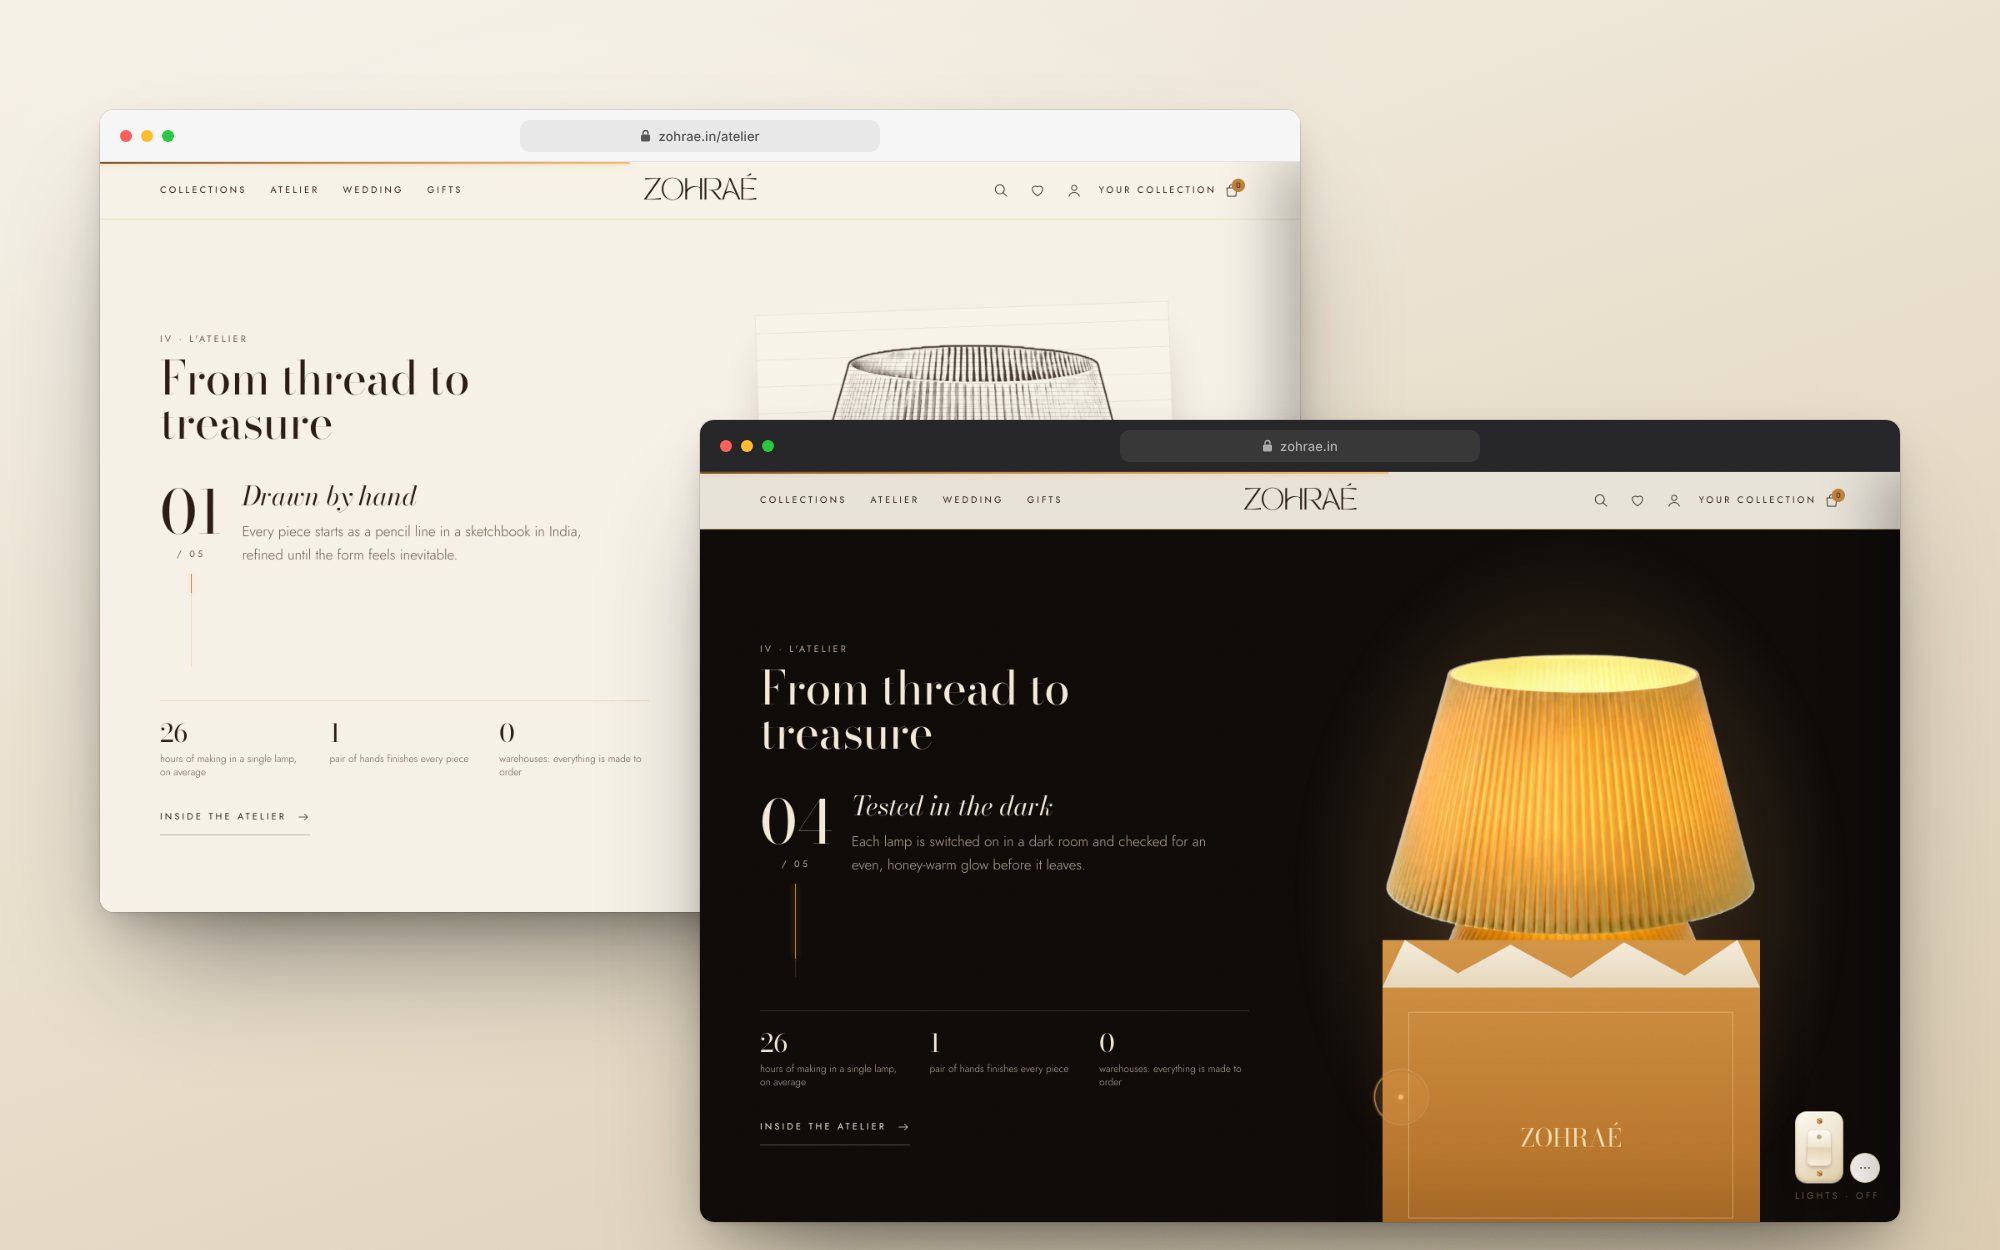 zohrae.in/atelier
COLLECTIONS ATELIER WEDDING GIFTS ZOHRAÉ YOUR COLLECTION 0
IV · L'ATELIER
From thread to
treasure
01 Drawn by hand
Every piece starts as a pencil line in a sketchbook in India,
refined until the form feels inevitable.
/ 05
26 1 0
hours of making in a single lamp, pair of hands finishes every piece warehouses: everything is made to
on average order
INSIDE THE ATELIER →
zohrae.in
COLLECTIONS ATELIER WEDDING GIFTS ZOHRAÉ YOUR COLLECTION 0
IV · L'ATELIER
From thread to
treasure
04 Tested in the dark
Each lamp is switched on in a dark room and checked for an
even, honey-warm glow before it leaves.
/ 05
26 1 0
hours of making in a single lamp, pair of hands finishes every piece warehouses: everything is made to
on average order
INSIDE THE ATELIER →
ZOHRAÉ
LIGHTS · OFF